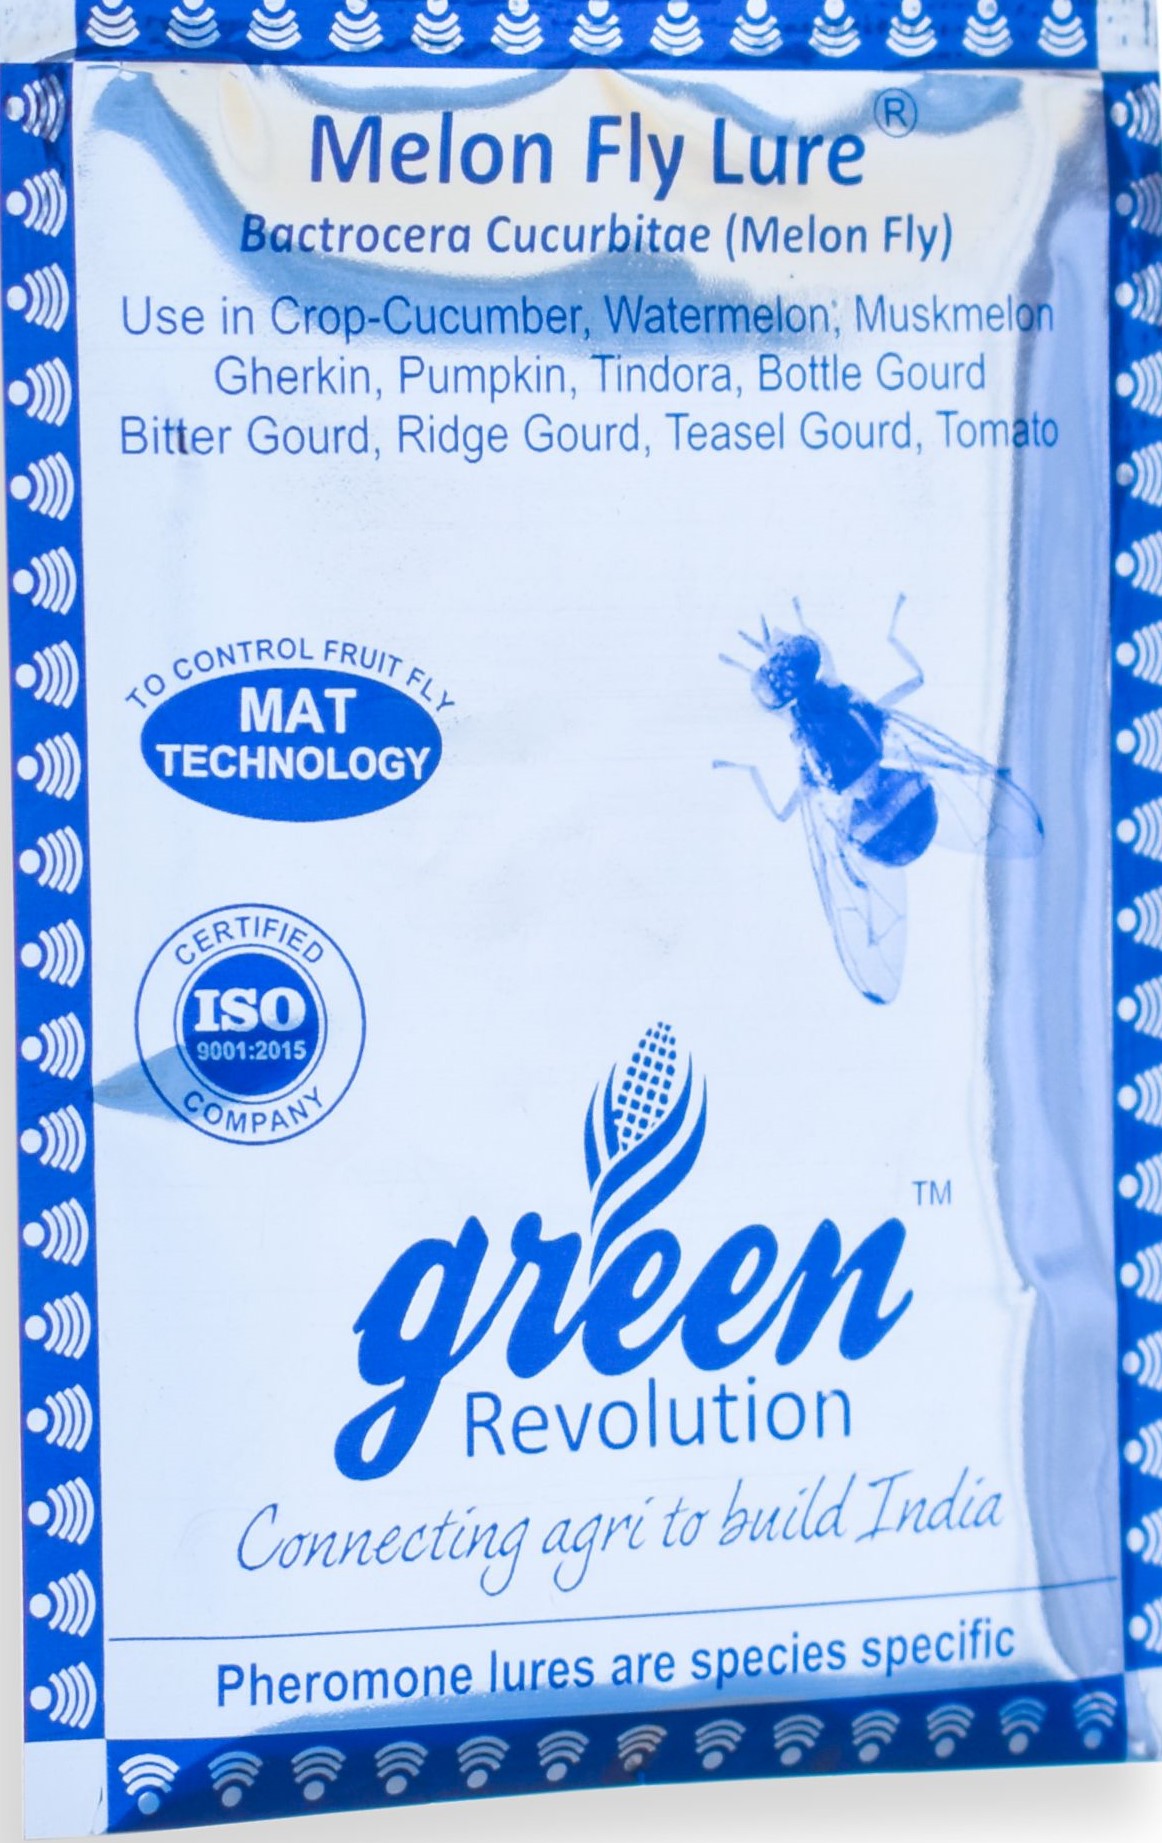 Melon Fly Lure®
Bactrocera Cucurbitae (Melon Fly)
Use in Crop-Cucumber, Watermelon; Muskmelon
Gherkin, Pumpkin, Tindora, Bottle Gourd
Bitter Gourd, Ridge Gourd, Teasel Gourd, Tomato
TO CONTROL FRUIT FLY
MAT
TECHNOLOGY
CERTIFIED
ISO
9001:2015
COMPANY
green™
Revolution
Connecting agri to build India
Pheromone lures are species specific